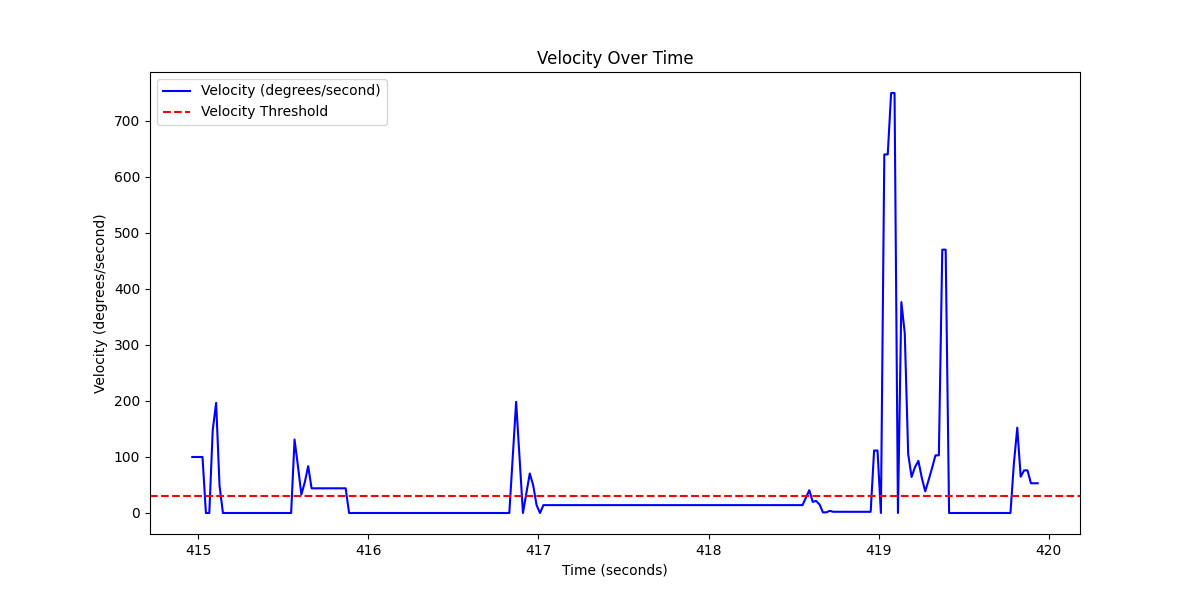 Velocity Over Time
Velocity (degrees/second)
Velocity Threshold
Velocity (degrees/second)
700
600
500
400
300
200
100
0
415
416
417
418
419
420
Time (seconds)